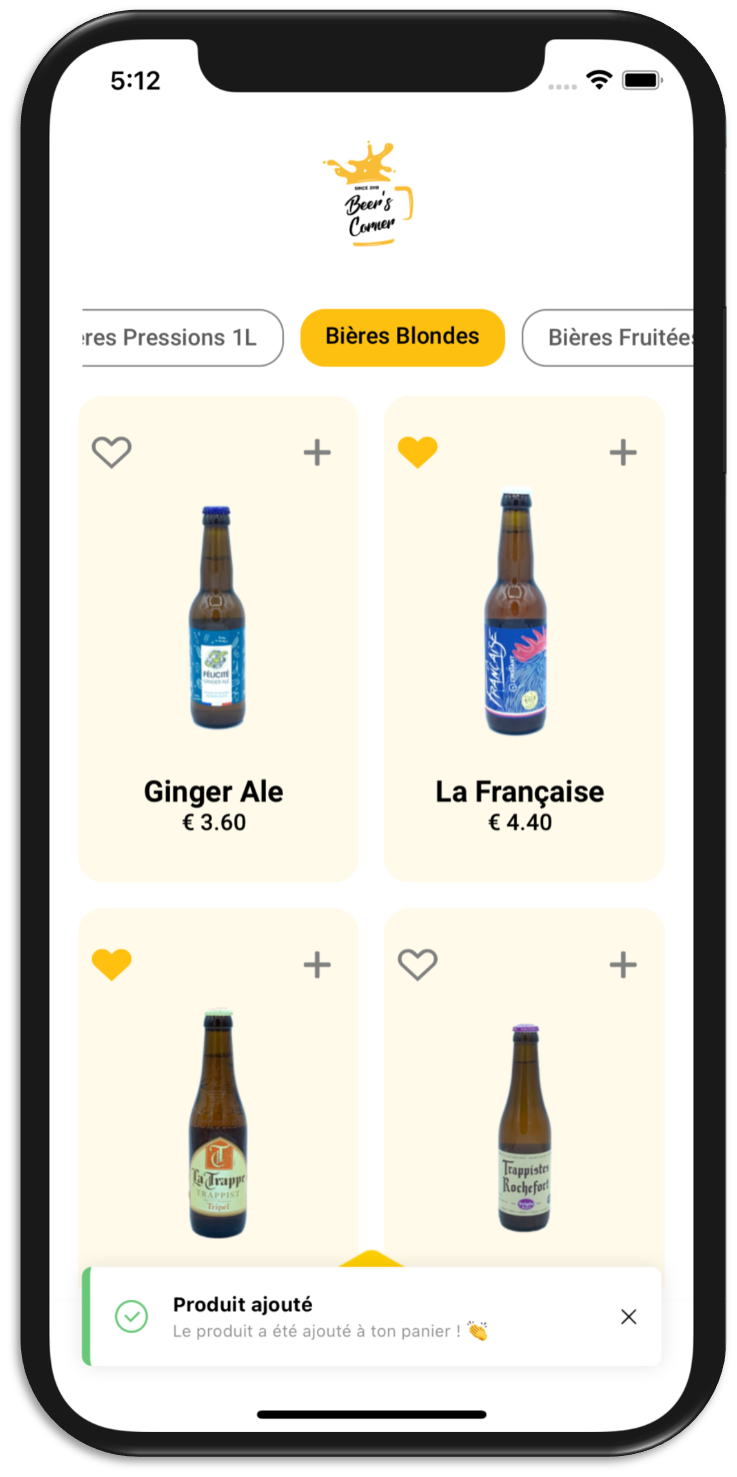 5:12
SINCE 2018
Beer's
Corner
res Pressions 1L
Bières Blondes
Bières Fruitées
FÉLICITÉ
GINGER ALE
FRANÇAISE
Ginger Ale
€ 3.60
La Française
€ 4.40
La Trappe
TRAPPIST
Tripel
Trappistes
Rochefort
Produit ajouté
Le produit a été ajouté à ton panier ! 👏